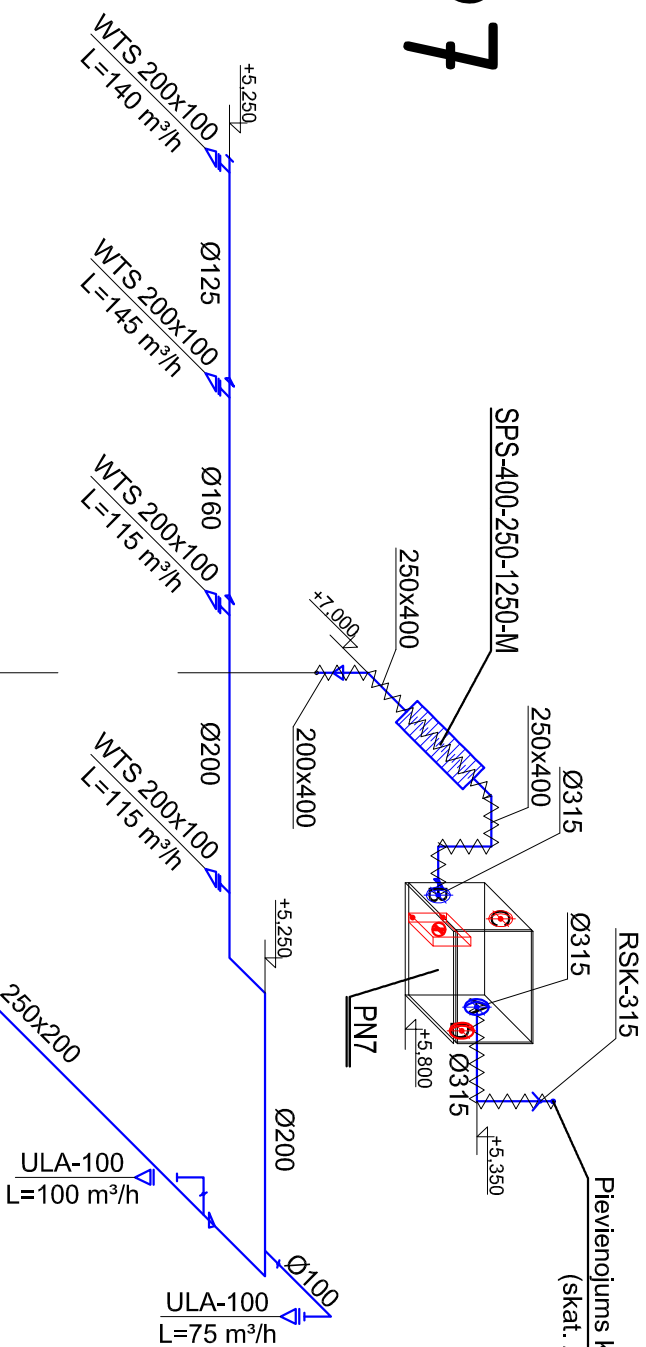 WTS 200x100
L=140 m³/h
+5,250
Ø125
WTS 200x100
L=145 m³/h
Ø160
WTS 200x100
L=115 m³/h
Ø200
WTS 200x100
L=115 m³/h
+5,250
Ø200
250x200
ULA-100
L=100 m³/h
Ø100
ULA-100
L=75 m³/h
SPS-400-250-1250-M
250x400
+7,000
200x400
250x400
Ø315
Ø315
RSK-315
PN7
+5,800
Ø315
+5,350
Pievienojums
(skat.